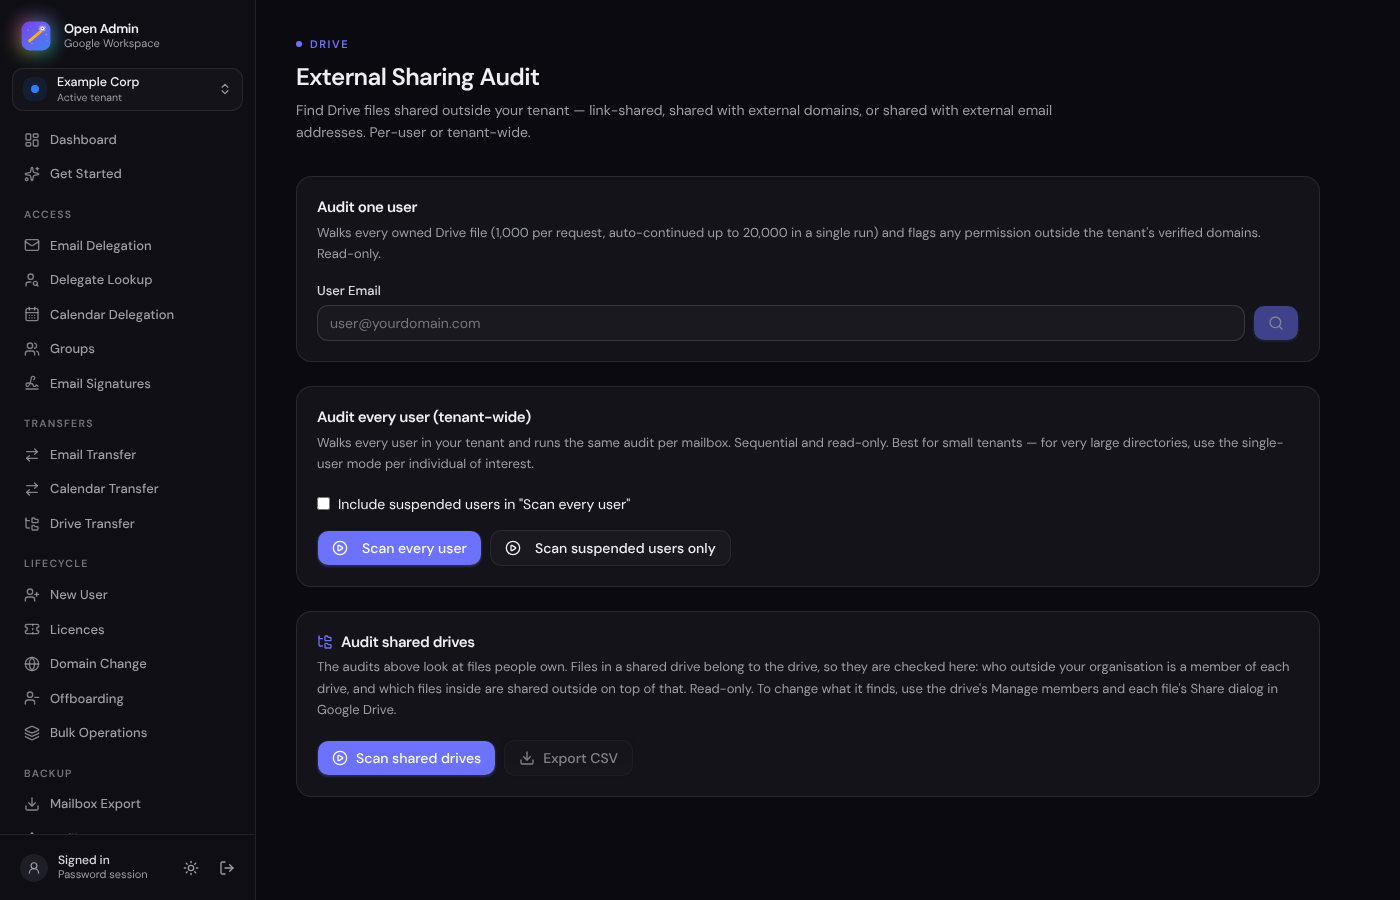 Open Admin
Google Workspace
Example Corp
Active tenant
Dashboard
Get Started
ACCESS
Email Delegation
Delegate Lookup
Calendar Delegation
Groups
Email Signatures
TRANSFERS
Email Transfer
Calendar Transfer
Drive Transfer
LIFECYCLE
New User
Licences
Domain Change
Offboarding
Bulk Operations
BACKUP
Mailbox Export
Signed in
Password session
DRIVE
External Sharing Audit
Find Drive files shared outside your tenant — link-shared, shared with external domains, or shared with external email
addresses. Per-user or tenant-wide.
Audit one user
Walks every owned Drive file (1,000 per request, auto-continued up to 20,000 in a single run) and flags any permission outside the tenant's verified domains.
Read-only.
User Email
user@yourdomain.com
Audit every user (tenant-wide)
Walks every user in your tenant and runs the same audit per mailbox. Sequential and read-only. Best for small tenants — for very large directories, use the single-
user mode per individual of interest.
Include suspended users in "Scan every user"
Scan every user
Scan suspended users only
Audit shared drives
The audits above look at files people own. Files in a shared drive belong to the drive, so they are checked here: who outside your organisation is a member of each
drive, and which files inside are shared outside on top of that. Read-only. To change what it finds, use the drive's Manage members and each file's Share dialog in
Google Drive.
Scan shared drives
Export CSV